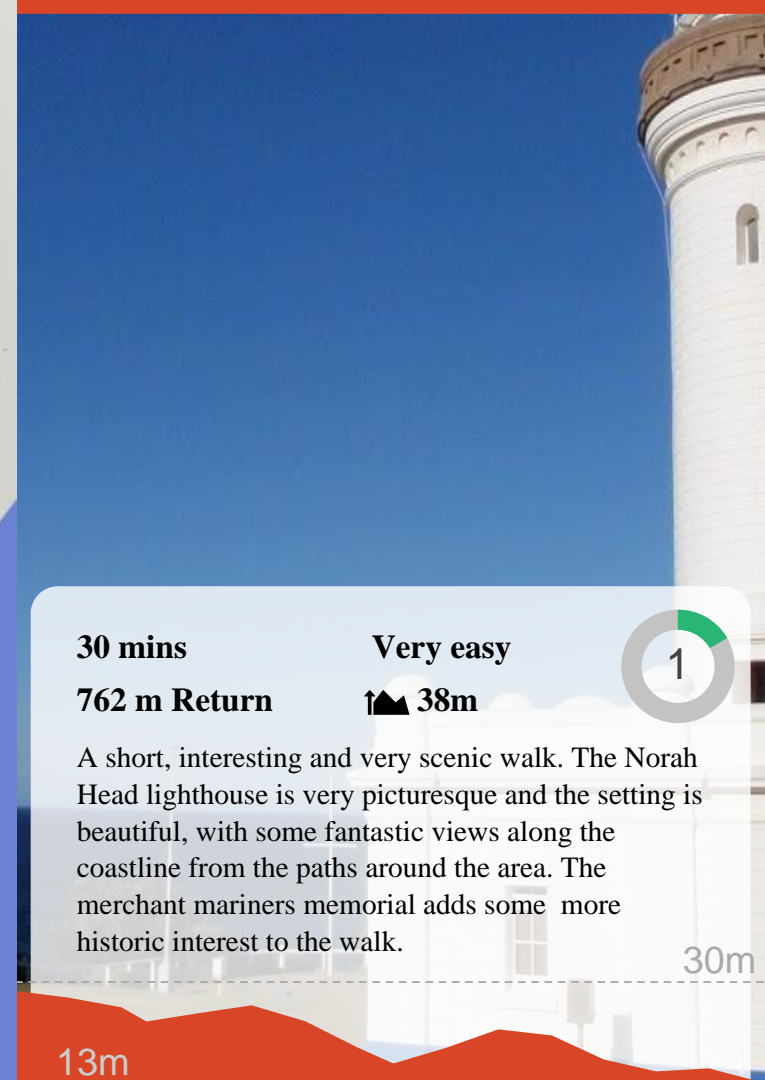 30 mins Very easy 1
762 m Return 38m
A short, interesting and very scenic walk. The Norah
Head lighthouse is very picturesque and the setting is
beautiful, with some fantastic views along the
coastline from the paths around the area. The
merchant mariners memorial adds some  more
historic interest to the walk.
30m
13m